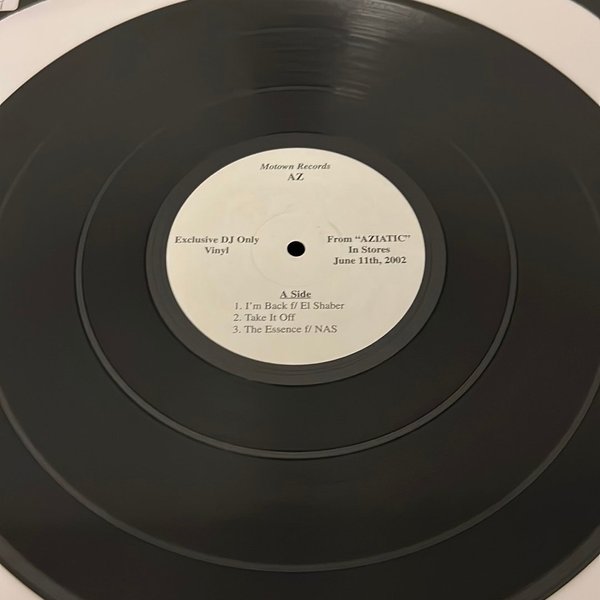 Motown Records
AZ
Exclusive DJ Only
Vinyl
From "AZIATIC"
In Stores
June 11th, 2002
A Side
1. I'm Back f/ El Shaber
2. Take It Off
3. The Essence f/ NAS